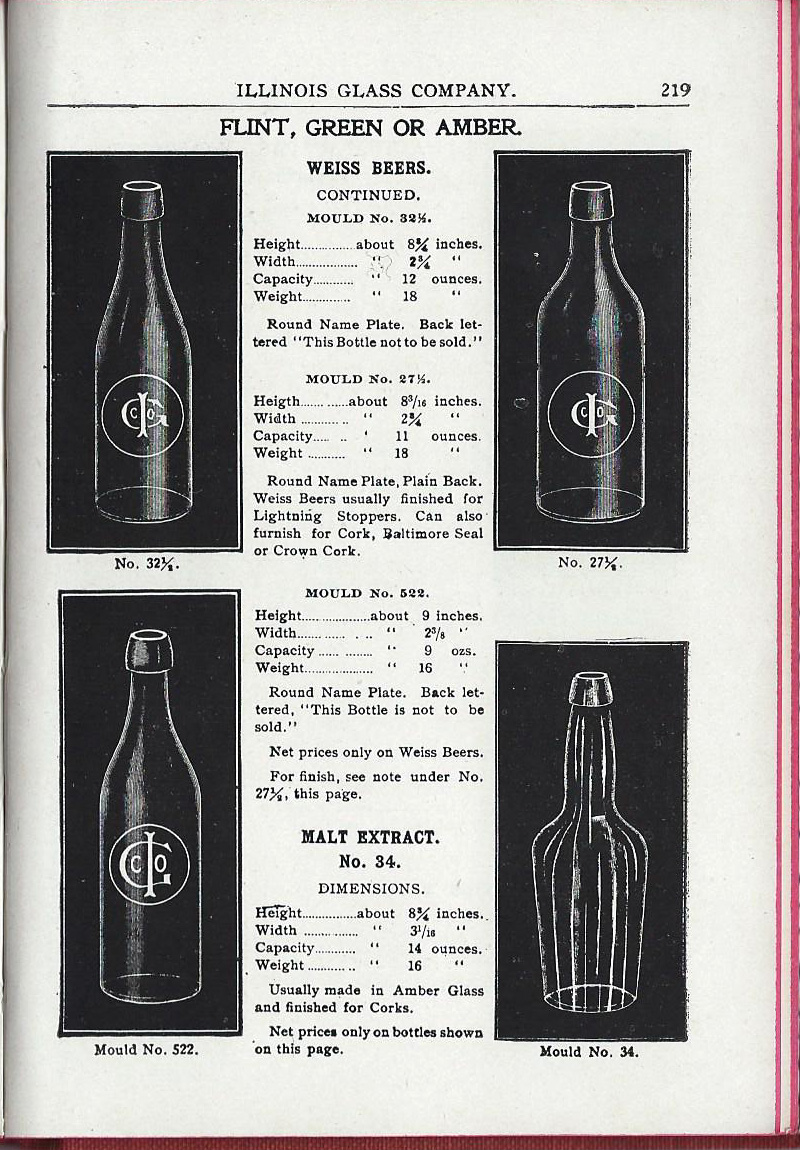 ILLINOIS GLASS COMPANY. 219
FLINT, GREEN OR AMBER.
WEISS BEERS.
CONTINUED.
MOULD No. 32½.
Height...............about 8¾ inches.
Width.................. " 2¾ "
Capacity............ " 12 ounces.
Weight.............. " 18 "
Round Name Plate. Back let-
tered "This Bottle not to be sold."
MOULD No. 27½.
Heigth..............about 8³/₁₆ inches.
Width .............. " 2¾ "
Capacity..... .. ' 11 ounces.
Weight .......... " 18 "
Round Name Plate, Plain Back.
Weiss Beers usually finished for
Lightning Stoppers. Can also
furnish for Cork, Baltimore Seal
or Crown Cork.
No. 32½.
No. 27½.
MOULD No. 522.
Height....................about 9 inches.
Width.............. . .. " 2³/₈ "
Capacity ...... ........ " 9 ozs.
Weight.................... " 16 "
Round Name Plate. Back let-
tered, "This Bottle is not to be
sold."
Net prices only on Weiss Beers.
For finish, see note under No.
27½, this page.
MALT EXTRACT.
No. 34.
DIMENSIONS.
Height................about 8¾ inches.
Width ................ " 3¹/₁₆ "
Capacity............ " 14 ounces.
Weight .............. " 16 "
Usually made in Amber Glass
and finished for Corks.
Net prices only on bottles shown
on this page.
Mould No. 522.
Mould No. 34.